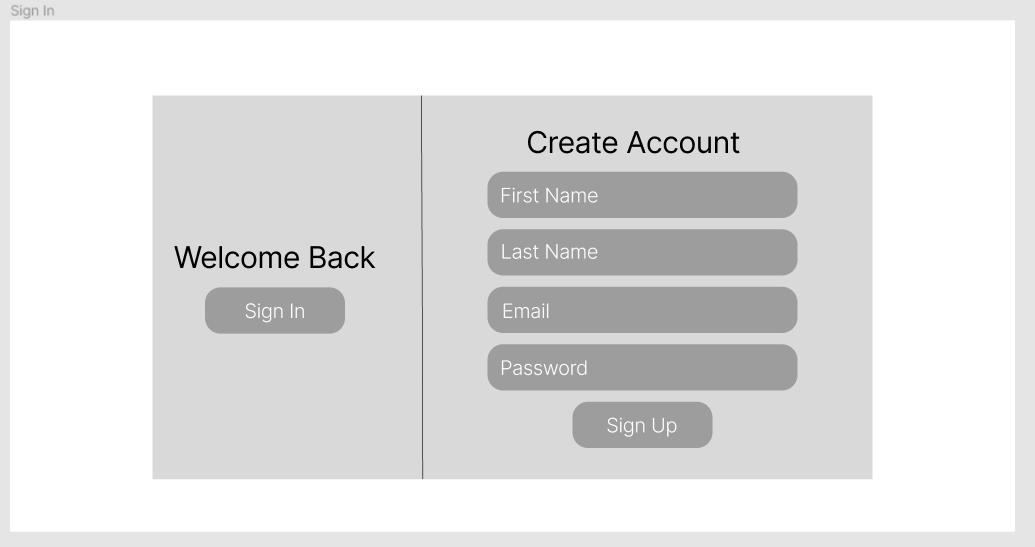 Sign In
Welcome Back
Sign In
Create Account
First Name
Last Name
Email
Password
Sign Up